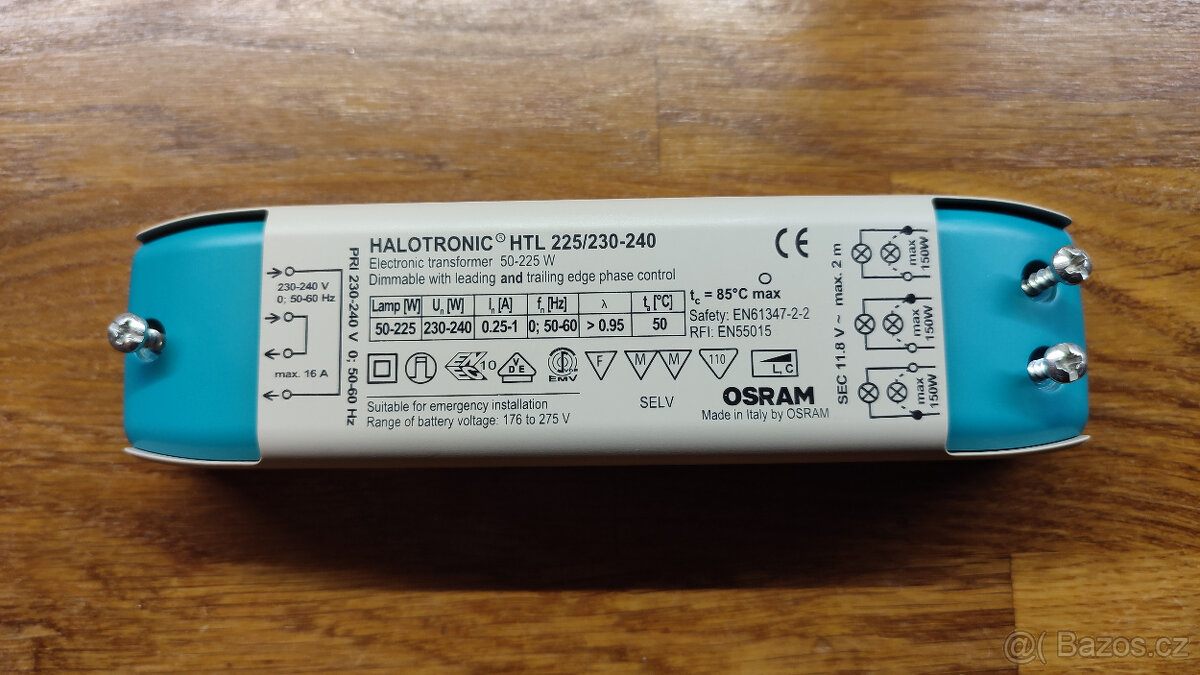 230-240 V
0; 50-60 Hz
max. 16 A
PRI 230-240 V 0; 50-60 Hz
HALOTRONIC® HTL 225/230-240
Electronic transformer 50-225 W
Dimmable with leading and trailing edge phase control
Lamp [W] Un [W] In [A] fn [Hz] λ ta [°C]
50-225 230-240 0.25-1 0; 50-60 > 0.95 50
tc = 85°C max
Safety: EN61347-2-2
RFI: EN55015
CE
10 VDE EMV F M M 110 L, C
Suitable for emergency installation
Range of battery voltage: 176 to 275 V
SELV
OSRAM
Made in Italy by OSRAM
SEC 11.8 V ~ max. 2 m
max
150W
max
150W
max
150W
@( Bazos.cz